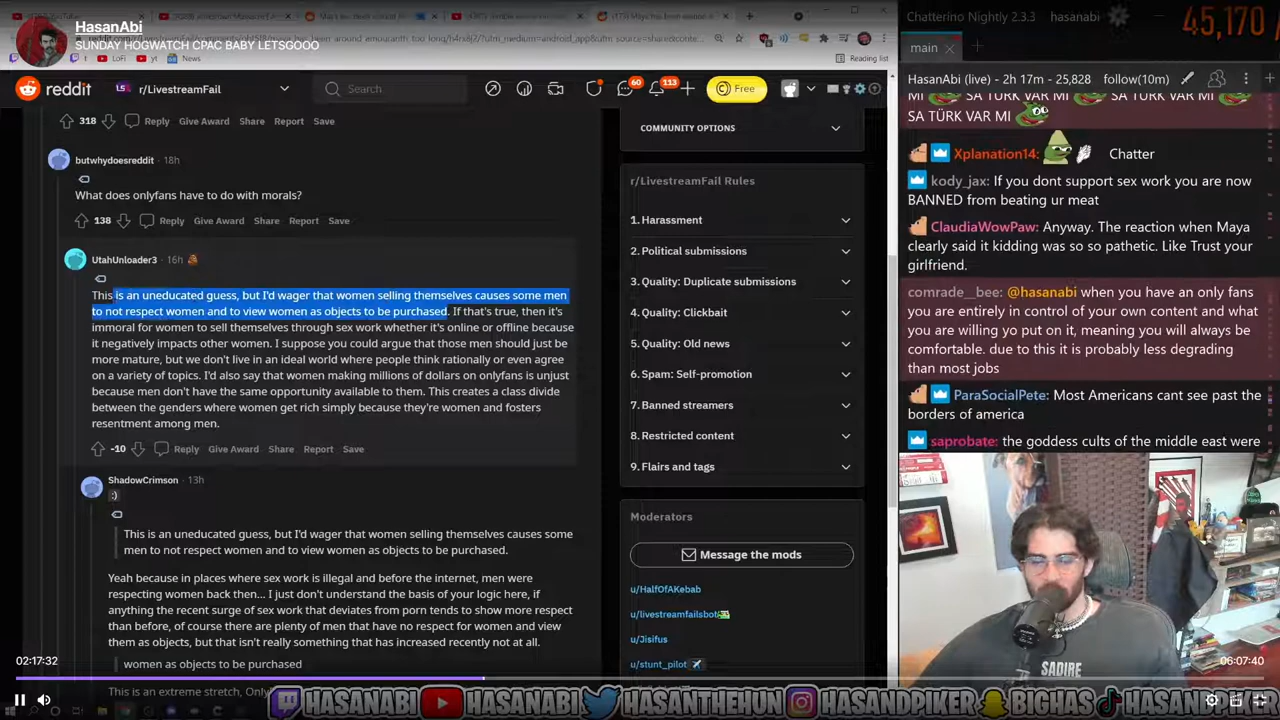 HasanAbi
SUNDAY HOGWATCH CPAC BABY LETSGOOO
LoFi
yt
News
Reading list
reddit
r/LivestreamFail
Search
60
113
Free
318
Reply
Give Award
Share
Report
Save
butwhydoesreddit · 18h
What does onlyfans have to do with morals?
138
Reply
Give Award
Share
Report
Save
UtahUnloader3 · 16h
This is an uneducated guess, but I'd wager that women selling themselves causes some men
to not respect women and to view women as objects to be purchased. If that's true, then it's
immoral for women to sell themselves through sex work whether it's online or offline because
it negatively impacts other women. I suppose you could argue that those men should just be
more mature, but we don't live in an ideal world where people think rationally or even agree
on a variety of topics. I'd also say that women making millions of dollars on onlyfans is unjust
because men don't have the same opportunity available to them. This creates a class divide
between the genders where women get rich simply because they're women and fosters
resentment among men.
-10
Reply
Give Award
Share
Report
Save
ShadowCrimson · 13h
:)
This is an uneducated guess, but I'd wager that women selling themselves causes some
men to not respect women and to view women as objects to be purchased.
Yeah because in places where sex work is illegal and before the internet, men were
respecting women back then... I just don't understand the basis of your logic here, if
anything the recent surge of sex work that deviates from porn tends to show more respect
than before, of course there are plenty of men that have no respect for women and view
them as objects, but that isn't really something that has increased recently not at all.
women as objects to be purchased
This is an extreme stretch, Only
COMMUNITY OPTIONS
r/LivestreamFail Rules
1. Harassment
2. Political submissions
3. Quality: Duplicate submissions
4. Quality: Clickbait
5. Quality: Old news
6. Spam: Self-promotion
7. Banned streamers
8. Restricted content
9. Flairs and tags
Moderators
Message the mods
u/HalfOfAKebab
u/livestreamfailsbot
u/Jisifus
u/stunt_pilot
02:17:32
06:07:40
Chatterino Nightly 2.3.3
hasanabi
45,170
main
HasanAbi (live) - 2h 17m - 25,828
follow(10m)
MI SA TÜRK VAR MI SA TÜRK VAR MI
SA TÜRK VAR MI
Xplanation14: Chatter
kody_jax: If you dont support sex work you are now
BANNED from beating ur meat
ClaudiaWowPaw: Anyway. The reaction when Maya
clearly said it kidding was so so pathetic. Like Trust your
girlfriend.
comrade__bee: @hasanabi when you have an only fans
you are entirely in control of your own content and what
you are willing yo put on it, meaning you will always be
comfortable. due to this it is probably less degrading
than most jobs
ParaSocialPete: Most Americans cant see past the
borders of america
saprobate: the goddess cults of the middle east were
SADIRE
HASANABI
HASANABI
HASANTHEHUN
HASANDPIKER
BIGHAS
HASANDPIKER